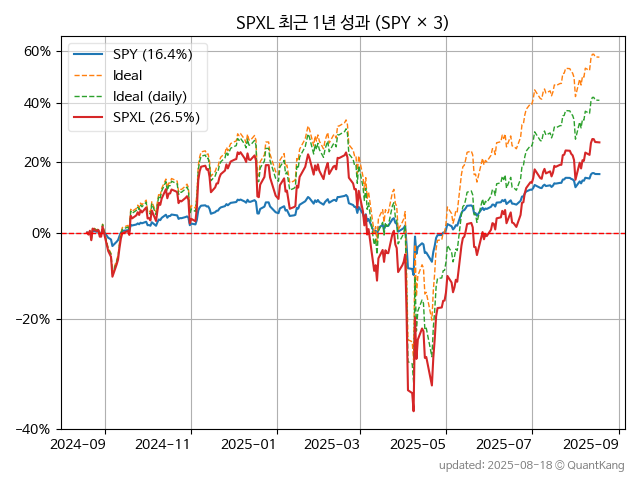 SPXL 최근 1년 성과 (SPY × 3)
SPY (16.4%)
Ideal
Ideal (daily)
SPXL (26.5%)
60%
40%
20%
0%
−20%
−40%
2024-09
2024-11
2025-01
2025-03
2025-05
2025-07
2025-09
updated: 2025-08-18 © QuantKang